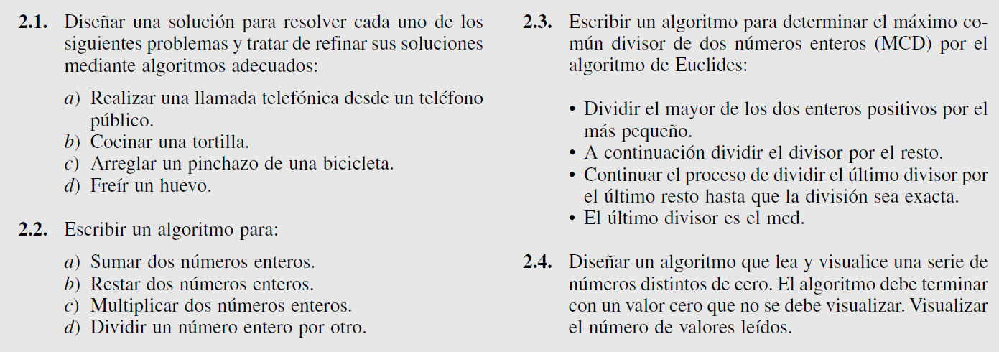 2.1. Diseñar una solución para resolver cada uno de los
siguientes problemas y tratar de refinar sus soluciones
mediante algoritmos adecuados:
a) Realizar una llamada telefónica desde un teléfono
público.
b) Cocinar una tortilla.
c) Arreglar un pinchazo de una bicicleta.
d) Freír un huevo.
2.2. Escribir un algoritmo para:
a) Sumar dos números enteros.
b) Restar dos números enteros.
c) Multiplicar dos números enteros.
d) Dividir un número entero por otro.
2.3. Escribir un algoritmo para determinar el máximo co-
mún divisor de dos números enteros (MCD) por el
algoritmo de Euclides:
• Dividir el mayor de los dos enteros positivos por el
más pequeño.
• A continuación dividir el divisor por el resto.
• Continuar el proceso de dividir el último divisor por
el último resto hasta que la división sea exacta.
• El último divisor es el mcd.
2.4. Diseñar un algoritmo que lea y visualice una serie de
números distintos de cero. El algoritmo debe terminar
con un valor cero que no se debe visualizar. Visualizar
el número de valores leídos.